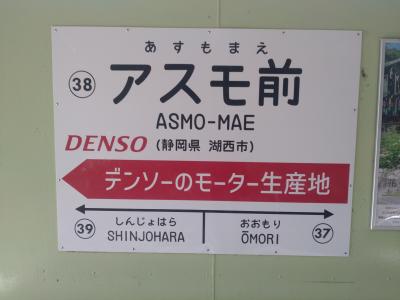 あすもまえ
38 アスモ前
ASMO-MAE
DENSO (静岡県 湖西市)
デンソーのモーター生産地
しんじょはら おおもり
39 SHINJOHARA ŌMORI 37